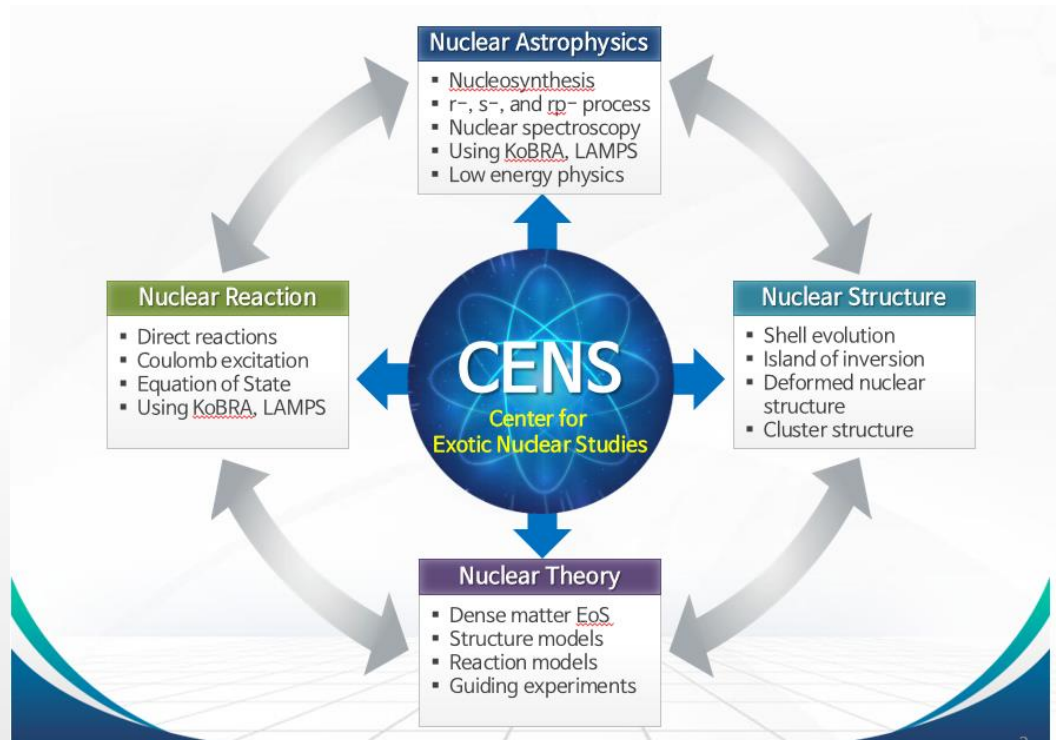 Nuclear Astrophysics
▪ Nucleosynthesis
▪ r-, s-, and rp- process
▪ Nuclear spectroscopy
▪ Using KoBRA, LAMPS
▪ Low energy physics
Nuclear Reaction
▪ Direct reactions
▪ Coulomb excitation
▪ Equation of State
▪ Using KoBRA, LAMPS
CENS
Center for
Exotic Nuclear Studies
Nuclear Structure
▪ Shell evolution
▪ Island of inversion
▪ Deformed nuclear
structure
▪ Cluster structure
Nuclear Theory
▪ Dense matter EoS
▪ Structure models
▪ Reaction models
▪ Guiding experiments